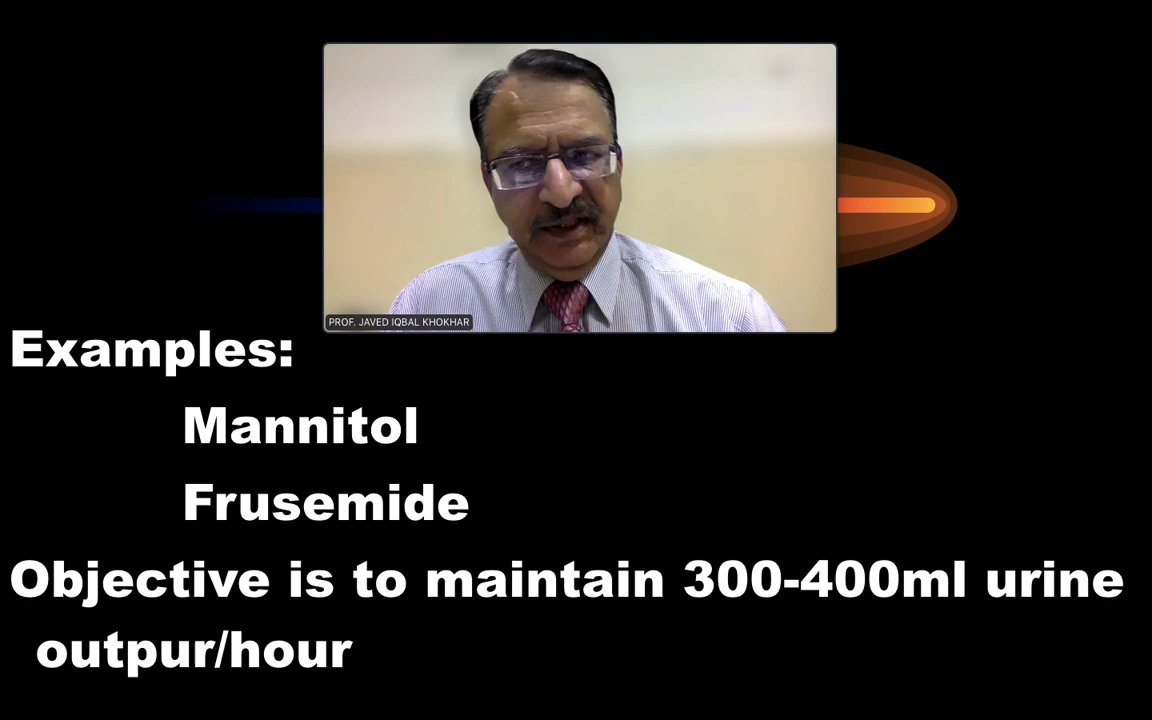 PROF. JAVED IQBAL KHOKHAR
Examples:
Mannitol
Frusemide
Objective is to maintain 300-400ml urine
outpur/hour